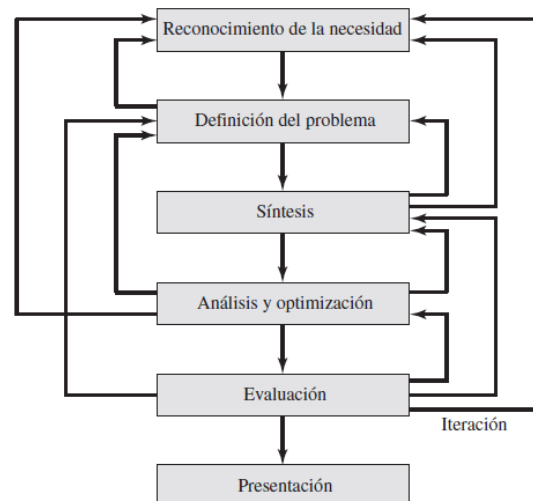 Reconocimiento de la necesidad
Definición del problema
Síntesis
Análisis y optimización
Evaluación
Iteración
Presentación